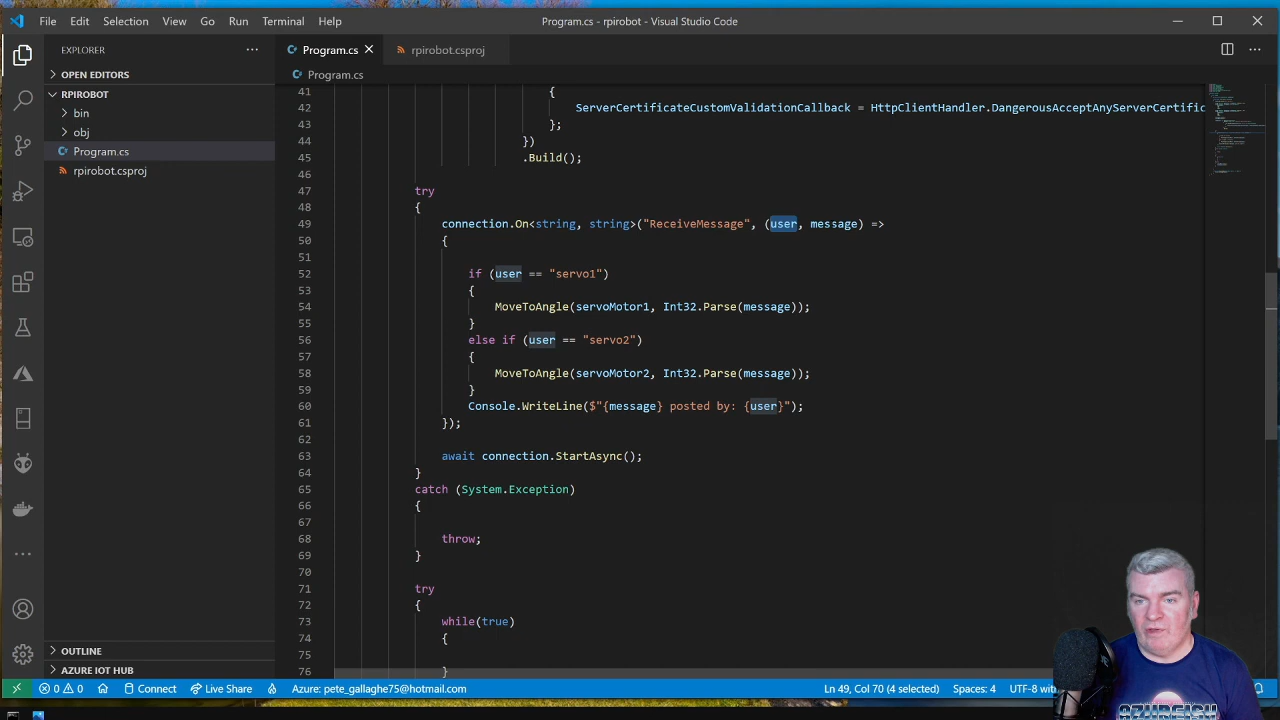 File Edit Selection View Go Run Terminal Help Program.cs - rpirobot - Visual Studio Code
EXPLORER
OPEN EDITORS
RPIROBOT
bin
obj
Program.cs
rpirobot.csproj
OUTLINE
AZURE IOT HUB
Program.cs rpirobot.csproj
Program.cs
41 {
42 ServerCertificateCustomValidationCallback = HttpClientHandler.DangerousAcceptAnyServerCertific
43 };
44 })
45 .Build();
46
47 try
48 {
49 connection.On<string, string>("ReceiveMessage", (user, message) =>
50 {
51
52 if (user == "servo1")
53 {
54 MoveToAngle(servoMotor1, Int32.Parse(message));
55 }
56 else if (user == "servo2")
57 {
58 MoveToAngle(servoMotor2, Int32.Parse(message));
59 }
60 Console.WriteLine($"{message} posted by: {user}");
61 });
62
63 await connection.StartAsync();
64 }
65 catch (System.Exception)
66 {
67
68 throw;
69 }
70
71 try
72 {
73 while(true)
74 {
75
76 }
AZUREISH
0 0 Connect Live Share Azure: pete_gallaghe75@hotmail.com Ln 49, Col 70 (4 selected) Spaces: 4 UTF-8 wit